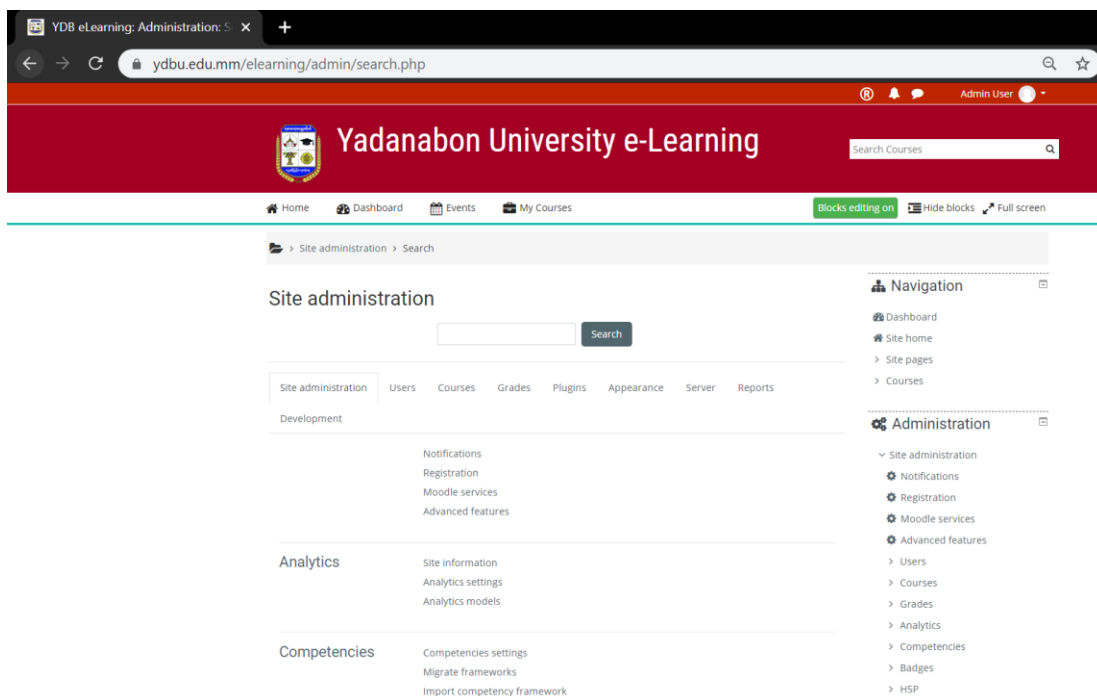 YDB eLearning: Administration: S
ydbu.edu.mm/elearning/admin/search.php
Admin User
Yadanabon University e-Learning
Search Courses
Home Dashboard Events My Courses Blocks editing on Hide blocks Full screen
> Site administration > Search
Site administration
Search
Site administration Users Courses Grades Plugins Appearance Server Reports
Development
Notifications
Registration
Moodle services
Advanced features
Analytics
Site information
Analytics settings
Analytics models
Competencies
Competencies settings
Migrate frameworks
Import competency framework
Navigation
Dashboard
Site home
> Site pages
> Courses
Administration
Site administration
Notifications
Registration
Moodle services
Advanced features
> Users
> Courses
> Grades
> Analytics
> Competencies
> Badges
> H5P